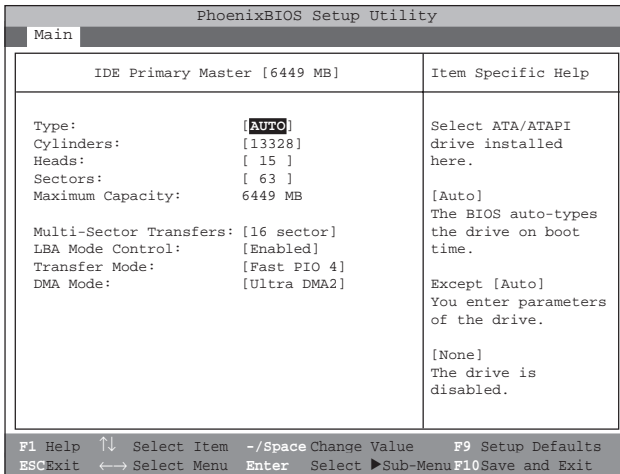 PhoenixBIOS Setup Utility
Main
IDE Primary Master [6449 MB]
Item Specific Help
Type: [AUTO]
Cylinders: [13328]
Heads: [ 15 ]
Sectors: [ 63 ]
Maximum Capacity: 6449 MB
Multi-Sector Transfers: [16 sector]
LBA Mode Control: [Enabled]
Transfer Mode: [Fast PIO 4]
DMA Mode: [Ultra DMA2]
Select ATA/ATAPI
drive installed
here.
[Auto]
The BIOS auto-types
the drive on boot
time.
Except [Auto]
You enter parameters
of the drive.
[None]
The drive is
disabled.
F1 Help ↑↓ Select Item -/Space Change Value F9 Setup Defaults
ESC Exit ←→ Select Menu Enter Select ▶Sub-Menu F10 Save and Exit